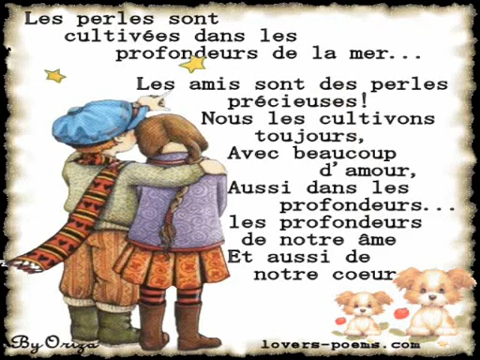 Les perles sont
cultivées dans les
profondeurs de la mer...
Les amis sont des perles
précieuses!
Nous les cultivons
toujours,
Avec beaucoup
d'amour,
Aussi dans les
profondeurs...
les profondeurs
de notre âme
Et aussi de
notre coeur
By Oriza
lovers-poems.com